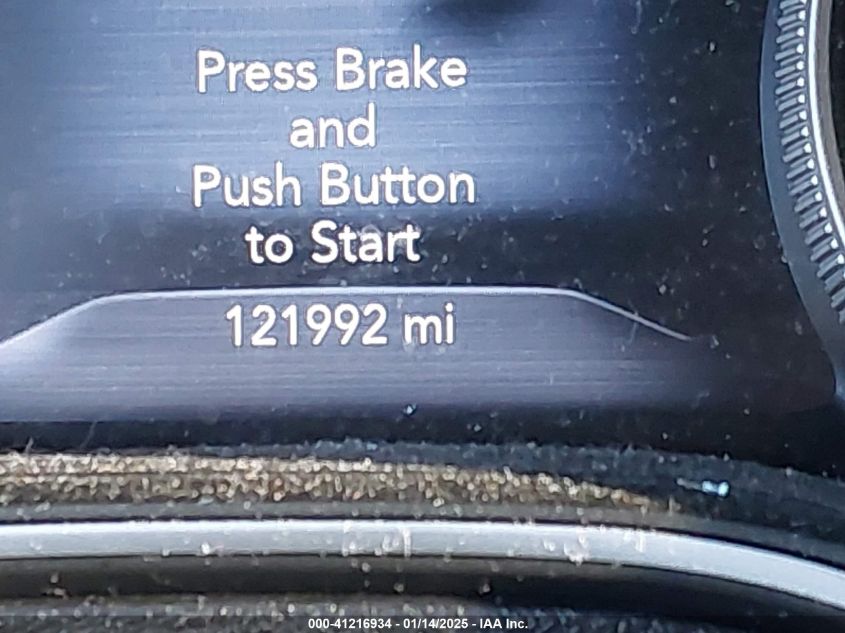 Press Brake
and
Push Button
to Start
121992 mi
000-41216934 - 01/14/2025 - IAA Inc.